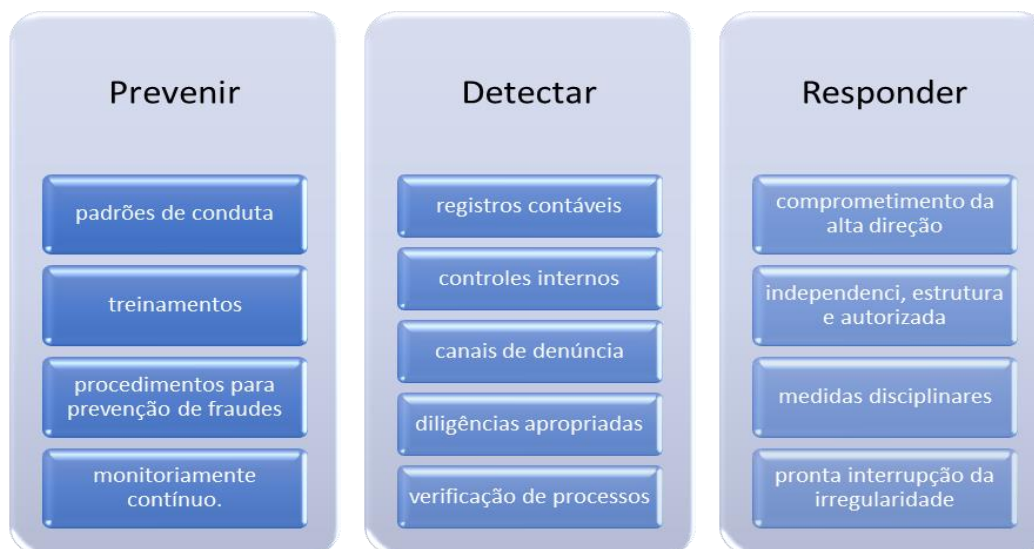 Prevenir
padrões de conduta
treinamentos
procedimentos para
prevenção de fraudes
monitoriamente
contínuo.
Detectar
registros contáveis
controles internos
canais de denúncia
diligências apropriadas
verificação de processos
Responder
comprometimento da
alta direção
independenci, estrutura
e autorizada
medidas disciplinares
pronta interrupção da
irregularidade